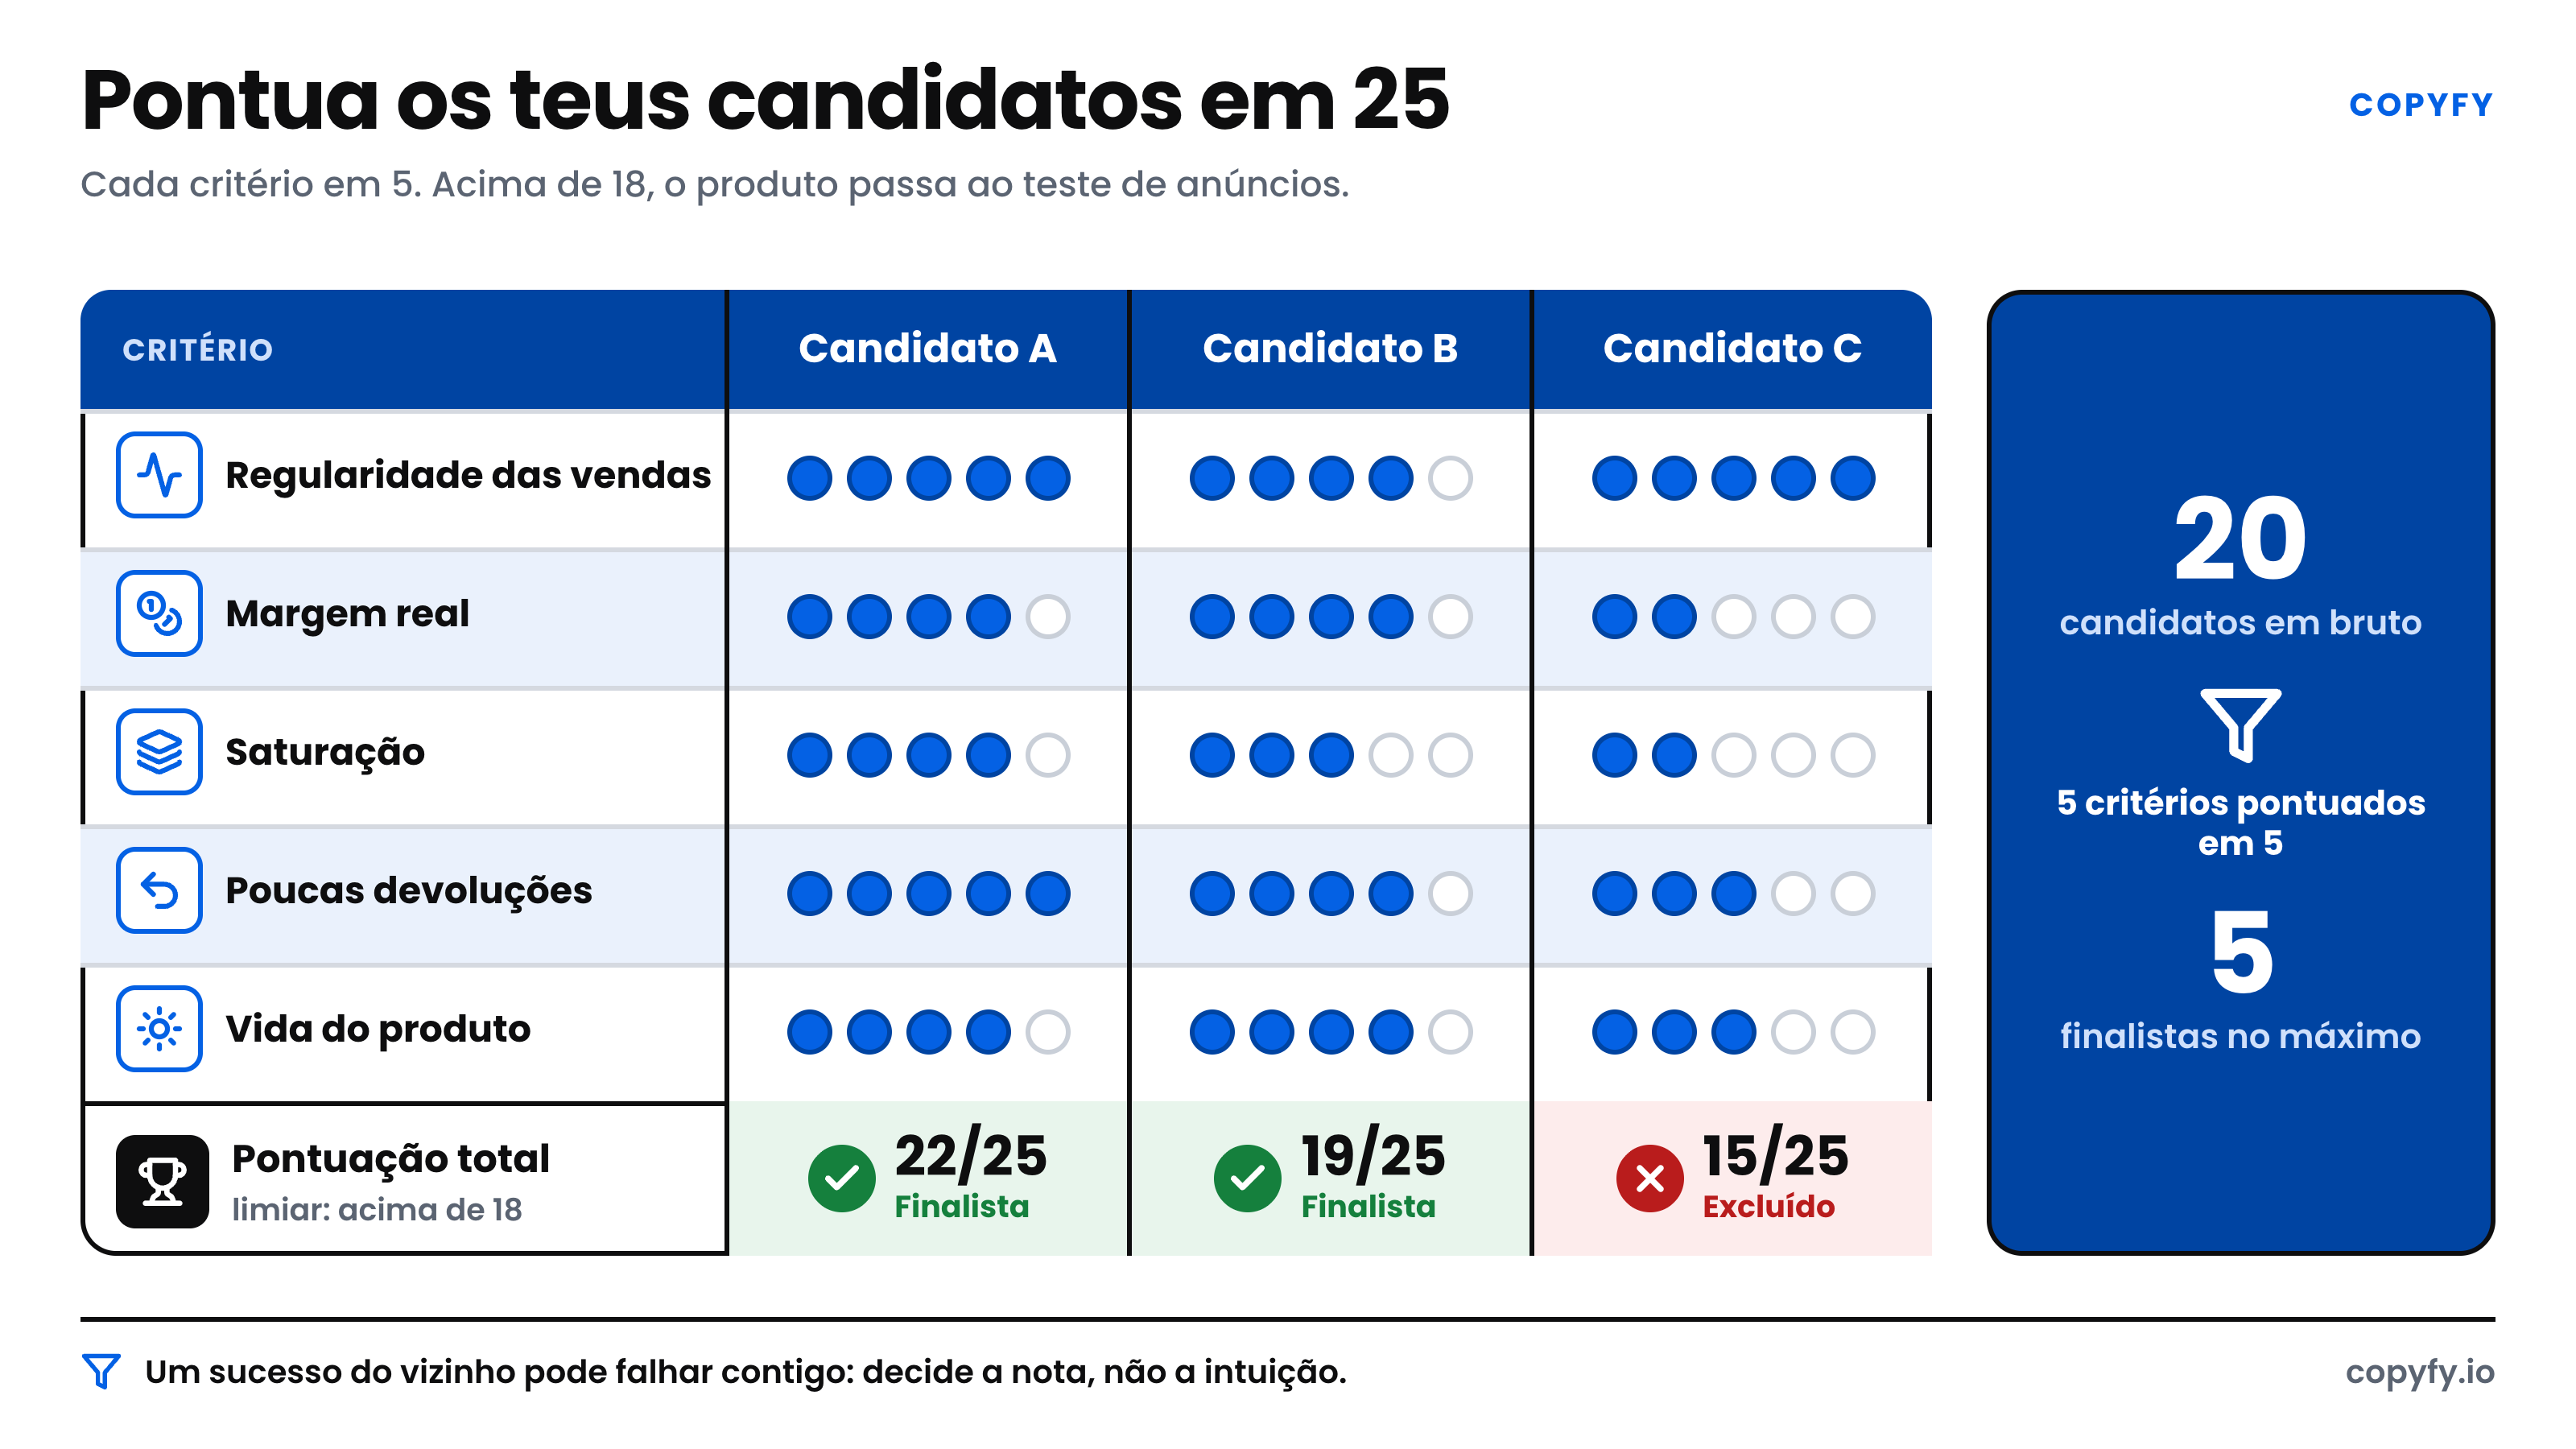 Pontua os teus candidatos em 25
COPYFY
Cada critério em 5. Acima de 18, o produto passa ao teste de anúncios.
CRITÉRIO
Candidato A
Candidato B
Candidato C
Regularidade das vendas
Margem real
Saturação
Poucas devoluções
Vida do produto
Pontuação total
limiar: acima de 18
22/25
Finalista
19/25
Finalista
15/25
Excluído
20
candidatos em bruto
5 critérios pontuados
em 5
5
finalistas no máximo
Um sucesso do vizinho pode falhar contigo: decide a nota, não a intuição.
copyfy.io